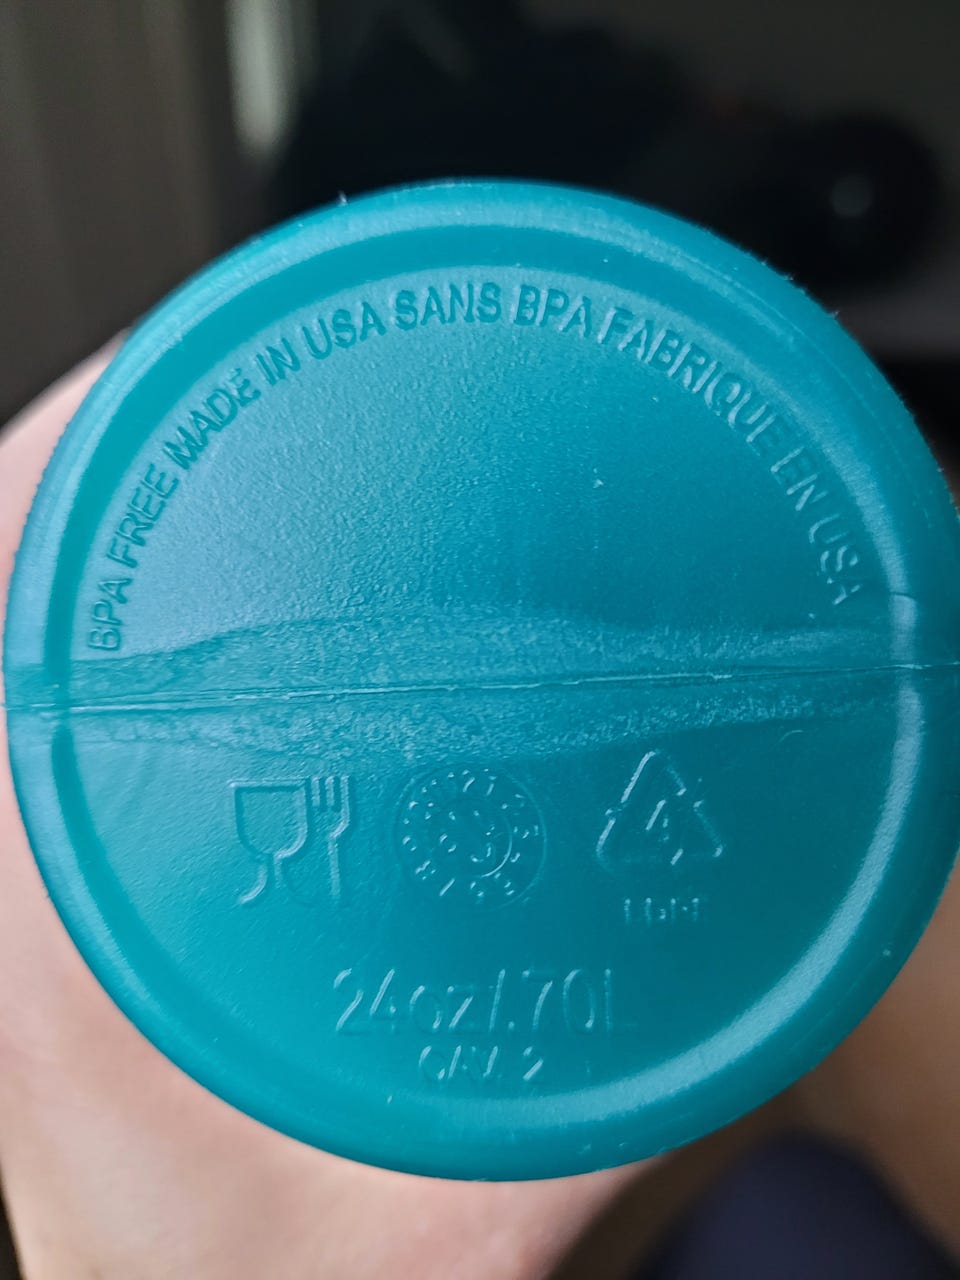 BPA FREE MADE IN USA SANS BPA FABRIQUE EN USA
4
LDPE
24oz/.70L
CAV. 2